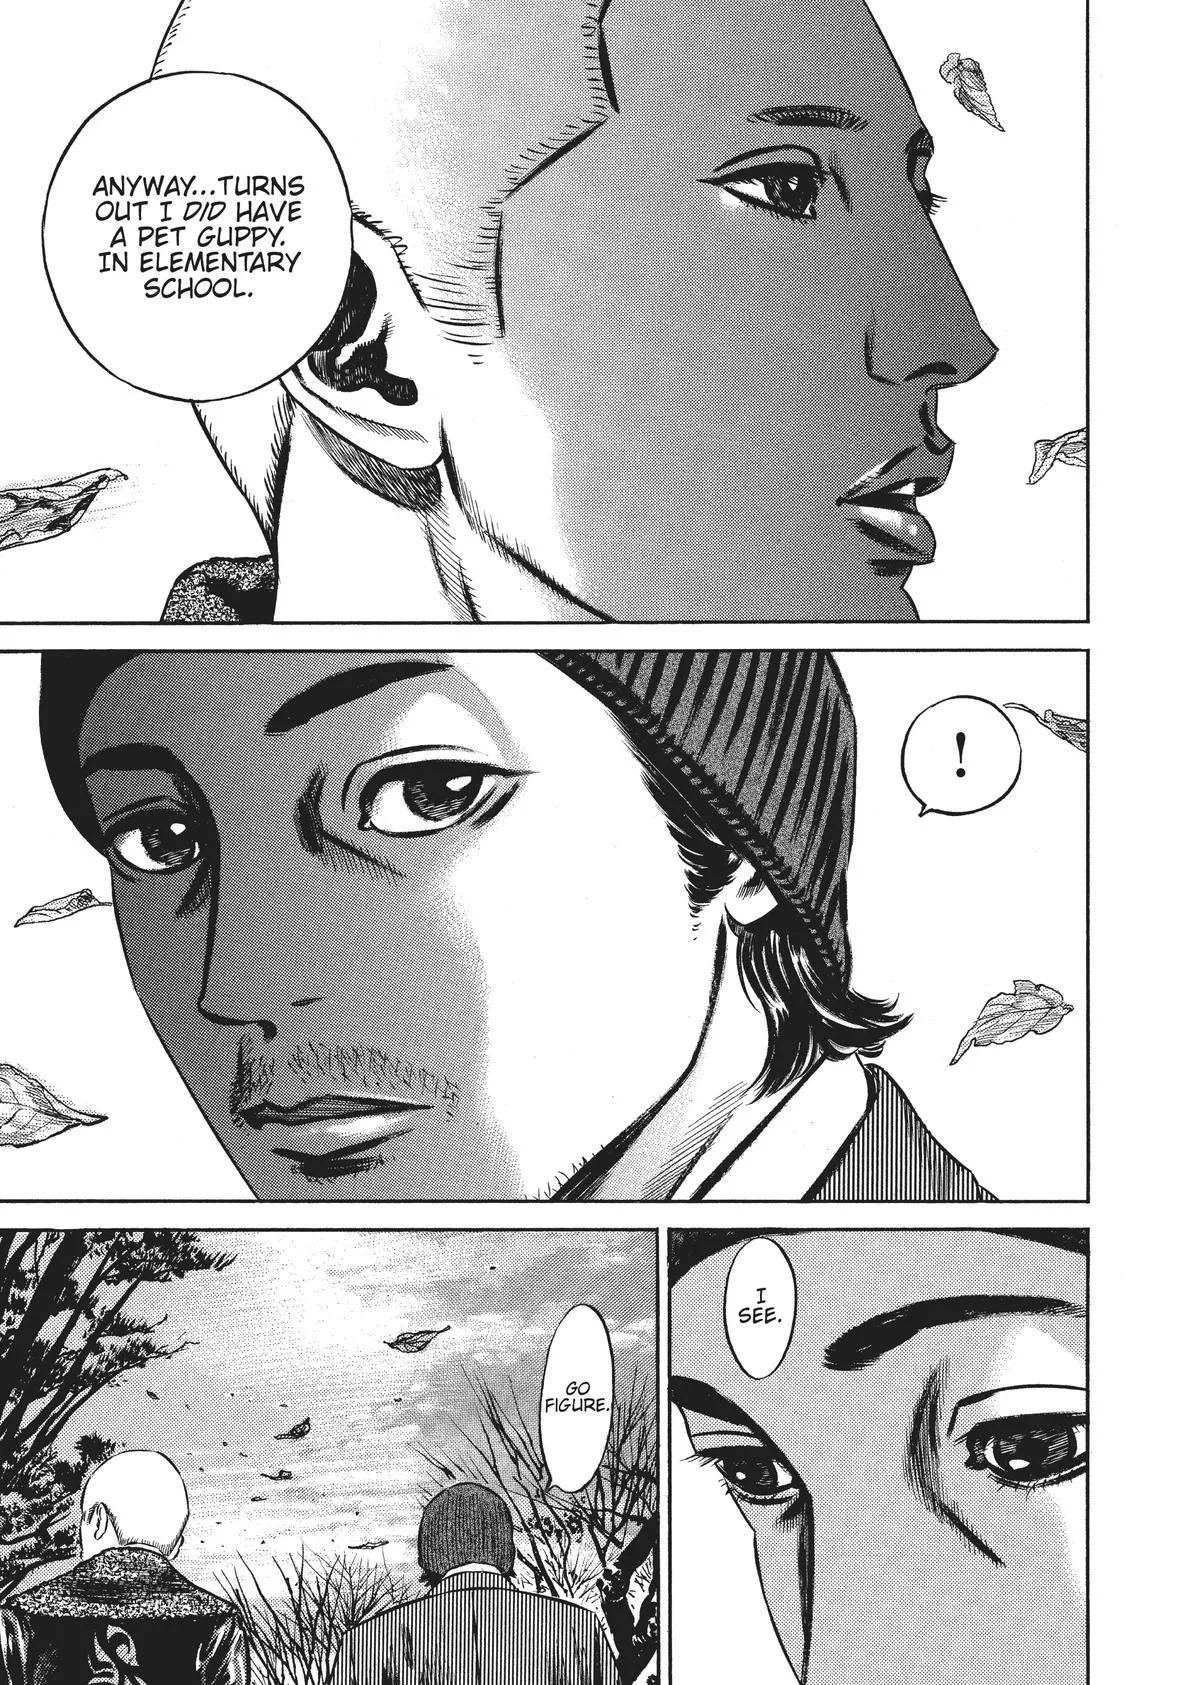 ANYWAY...TURNS
OUT I DID HAVE
A PET GUPPY.
IN ELEMENTARY
SCHOOL.
!
I
SEE.
GO
FIGURE.